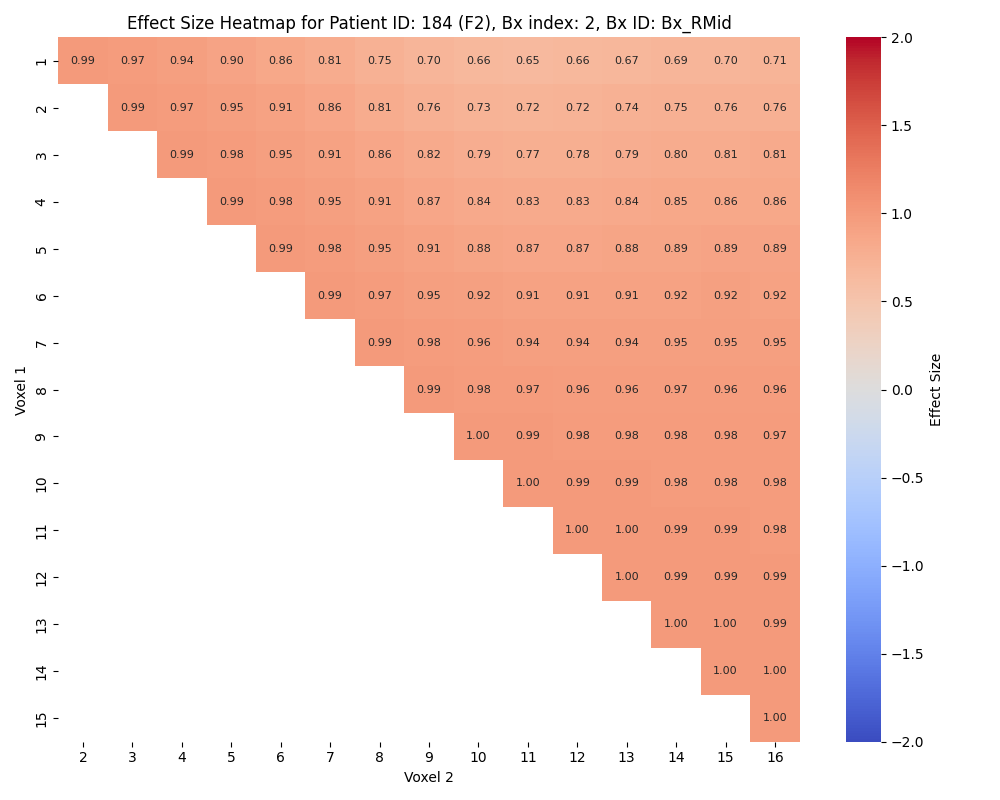 Effect Size Heatmap for Patient ID: 184 (F2), Bx index: 2, Bx ID: Bx_RMid
1 0.99 0.97 0.94 0.90 0.86 0.81 0.75 0.70 0.66 0.65 0.66 0.67 0.69 0.70 0.71
2 0.99 0.97 0.95 0.91 0.86 0.81 0.76 0.73 0.72 0.72 0.74 0.75 0.76 0.76
3 0.99 0.98 0.95 0.91 0.86 0.82 0.79 0.77 0.78 0.79 0.80 0.81 0.81
4 0.99 0.98 0.95 0.91 0.87 0.84 0.83 0.83 0.84 0.85 0.86 0.86
5 0.99 0.98 0.95 0.91 0.88 0.87 0.87 0.88 0.89 0.89 0.89
6 0.99 0.97 0.95 0.92 0.91 0.91 0.91 0.92 0.92 0.92
7 0.99 0.98 0.96 0.94 0.94 0.94 0.95 0.95 0.95
8 0.99 0.98 0.97 0.96 0.96 0.97 0.96 0.96
9 1.00 0.99 0.98 0.98 0.98 0.98 0.97
10 1.00 0.99 0.99 0.98 0.98 0.98
11 1.00 1.00 0.99 0.99 0.98
12 1.00 0.99 0.99 0.99
13 1.00 1.00 0.99
14 1.00 1.00
15 1.00
2 3 4 5 6 7 8 9 10 11 12 13 14 15 16
Voxel 2
Voxel 1
2.0
1.5
1.0
0.5
0.0
−0.5
−1.0
−1.5
−2.0
Effect Size